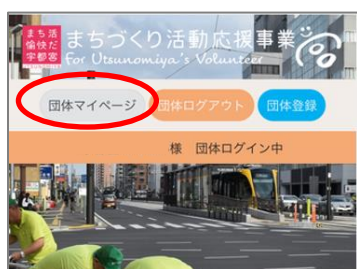 まち活
愉快だ
宇都宮
まちづくり活動応援事業
For Utsunomiya's Volunteer
団体マイページ
団体ログアウト
団体登録
様 団体ログイン中